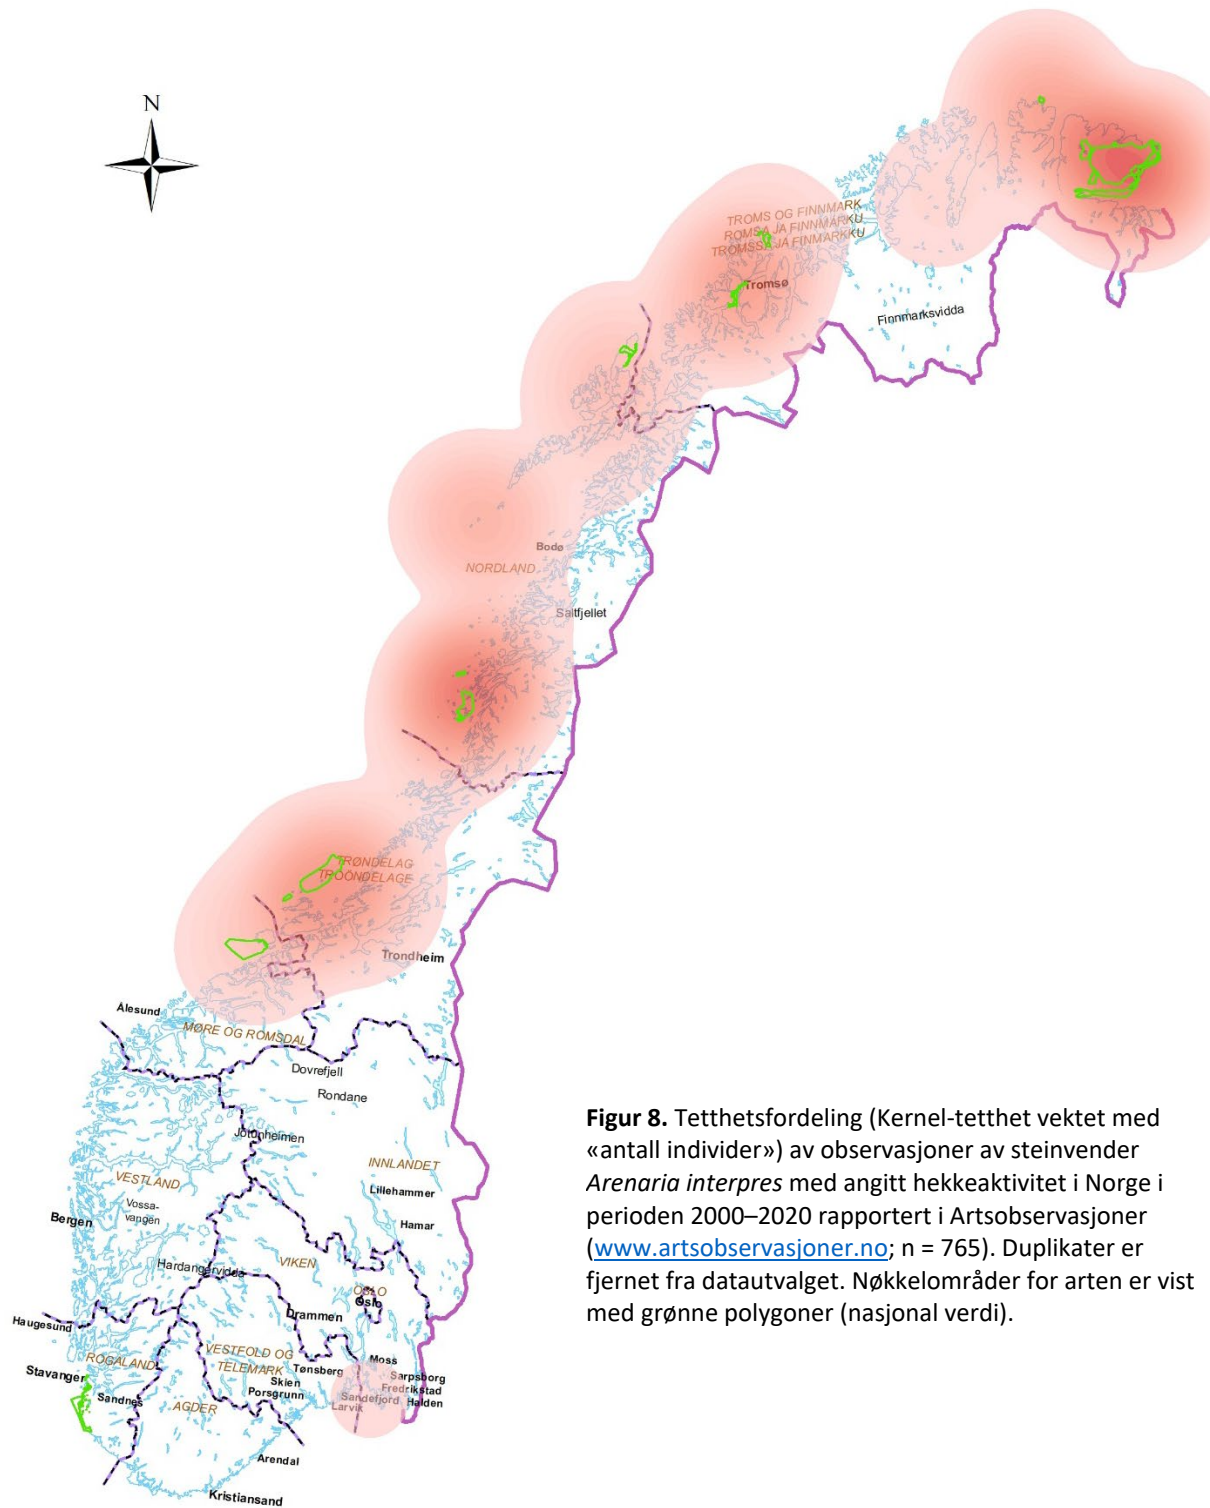 N
TROMS OG FINNMARK
ROMSA JA FINNMÁRKU
TROMSSA JA FINMARKKU
Tromsø
Finnmarksvidda
Bodø
NORDLAND
Saltfjellet
TRØNDELAG
TRÖÖNDELAGE
Trondheim
Ålesund
MØRE OG ROMSDAL
Dovrefjell
Rondane
Jotunheimen
INNLANDET
VESTLAND
Lillehammer
Vossa-
vangen
Bergen
Hamar
Hardangervidda
VIKEN
OSLO
Oslo
Drammen
Haugesund
ROGALAND
VESTFOLD OG
TELEMARK
Moss
Tønsberg
Sarpsborg
Stavanger
Skien
Fredrikstad
Porsgrunn
Sandefjord
Halden
Sandnes
Larvik
AGDER
Arendal
Kristiansand
Figur 8. Tetthetsfordeling (Kernel-tetthet vektet med
«antall individer») av observasjoner av steinvender
Arenaria interpres med angitt hekkeaktivitet i Norge i
perioden 2000–2020 rapportert i Artsobservasjoner
(www.artsobservasjoner.no; n = 765). Duplikater er
fjernet fra datautvalget. Nøkkelområder for arten er vist
med grønne polygoner (nasjonal verdi).